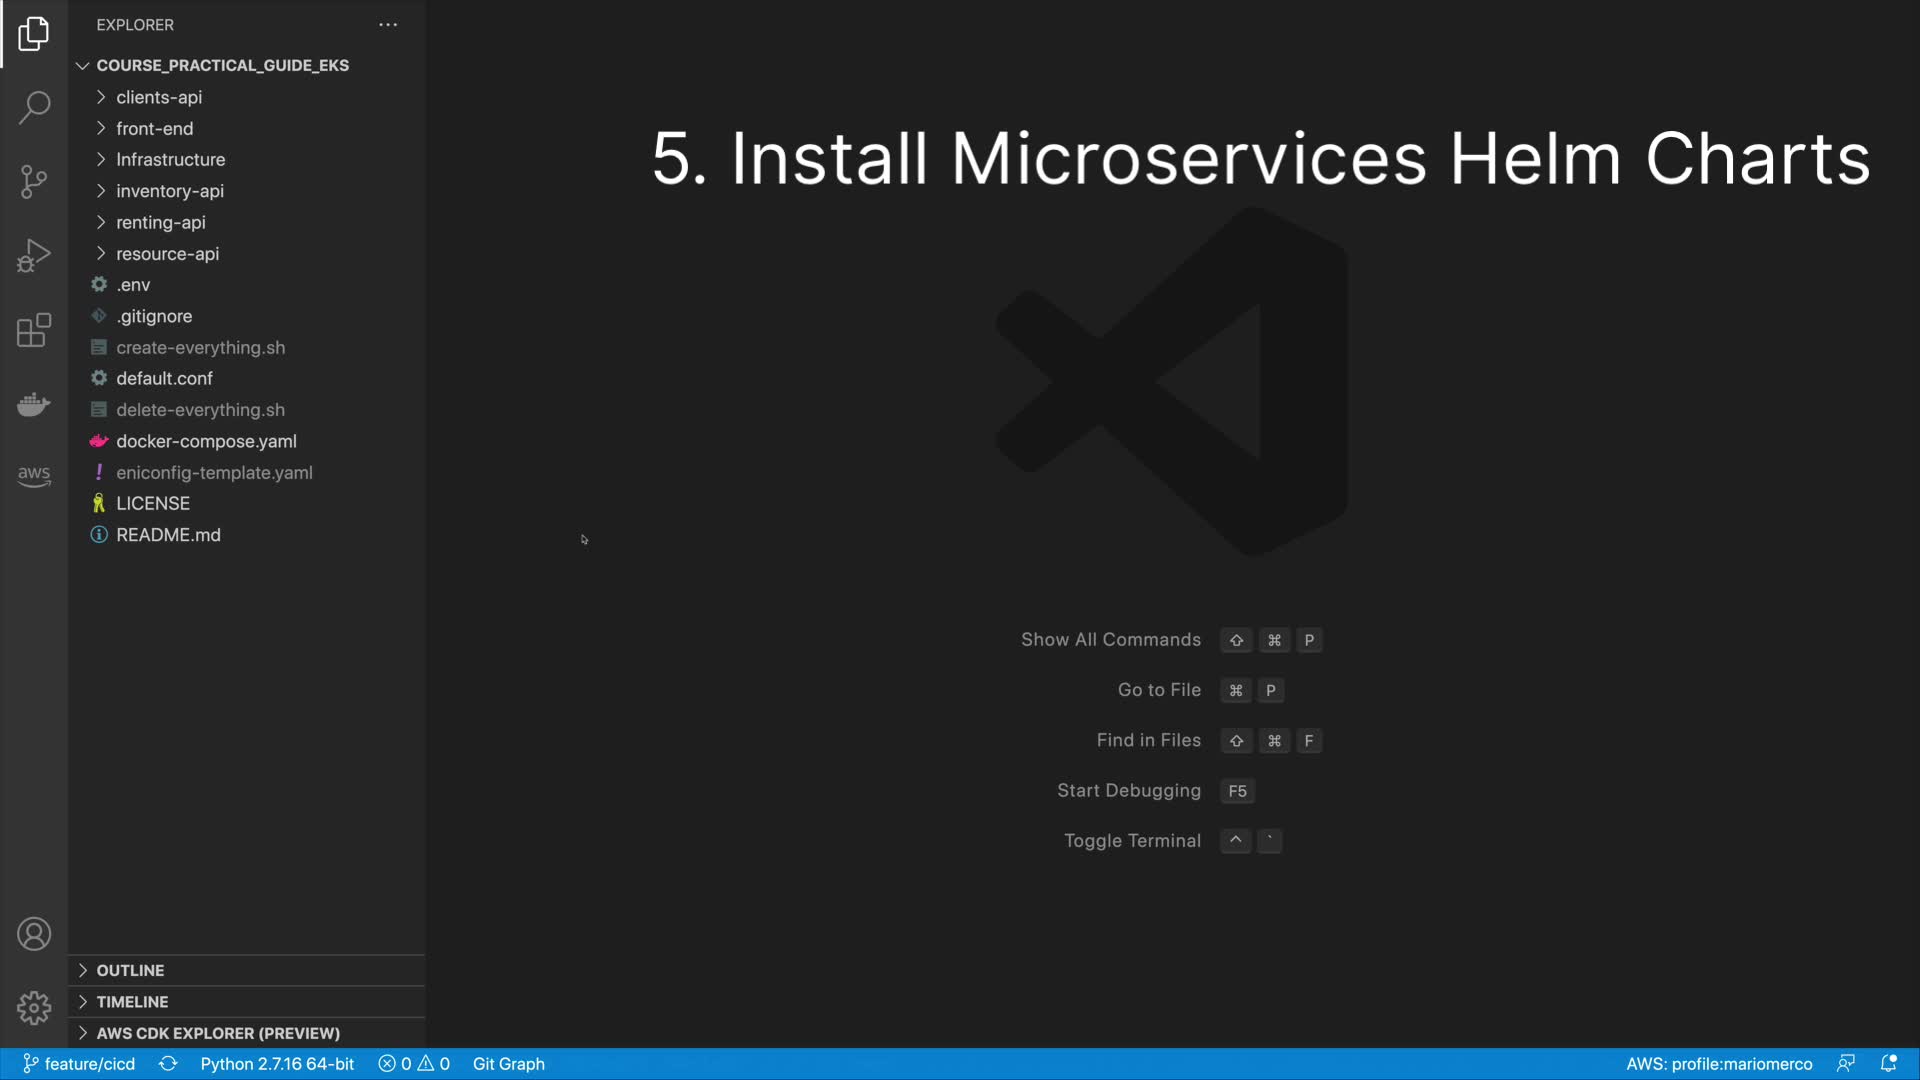 EXPLORER
COURSE_PRACTICAL_GUIDE_EKS
clients-api
front-end
Infrastructure
inventory-api
renting-api
resource-api
.env
.gitignore
create-everything.sh
default.conf
delete-everything.sh
docker-compose.yaml
eniconfig-template.yaml
LICENSE
README.md
aws
OUTLINE
TIMELINE
AWS CDK EXPLORER (PREVIEW)
5. Install Microservices Helm Charts
Show All Commands ⇧ ⌘ P
Go to File ⌘ P
Find in Files ⇧ ⌘ F
Start Debugging F5
Toggle Terminal ^ `
feature/cicd Python 2.7.16 64-bit 0 0 Git Graph AWS: profile:mariomerco